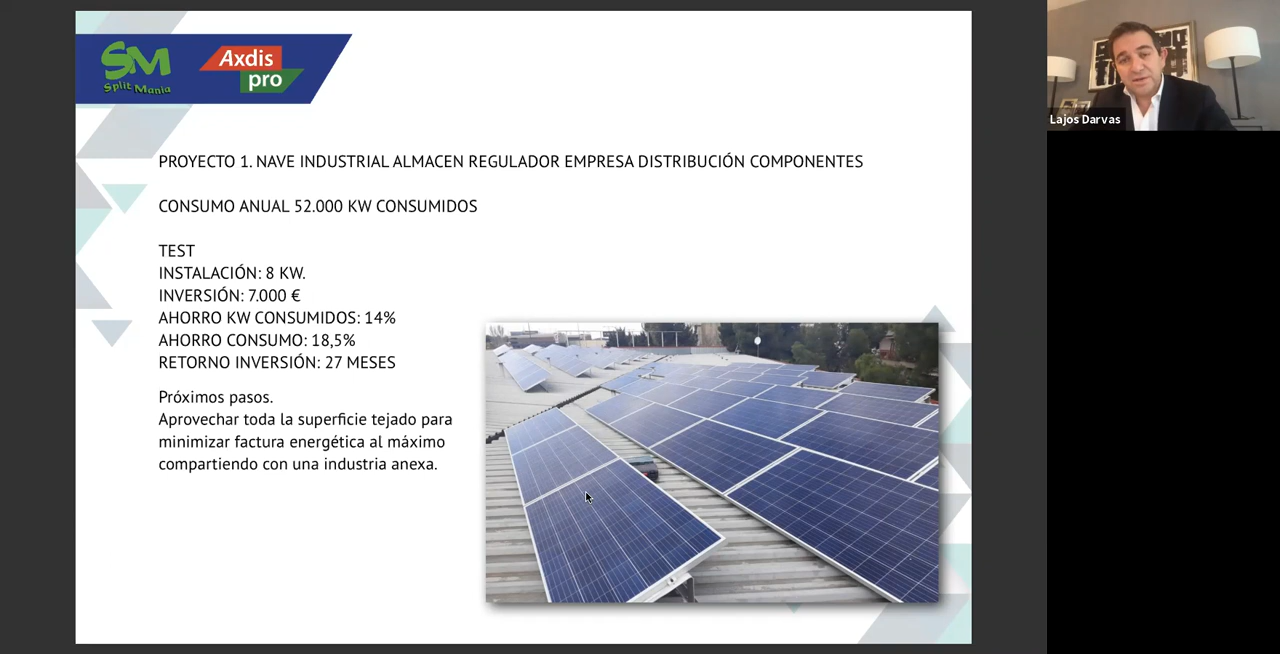 SM
Split Mania
Axdis
pro
Lajos Darvas
PROYECTO 1. NAVE INDUSTRIAL ALMACEN REGULADOR EMPRESA DISTRIBUCIÓN COMPONENTES
CONSUMO ANUAL 52.000 KW CONSUMIDOS
TEST
INSTALACIÓN: 8 KW.
INVERSIÓN: 7.000 €
AHORRO KW CONSUMIDOS: 14%
AHORRO CONSUMO: 18,5%
RETORNO INVERSIÓN: 27 MESES
Próximos pasos.
Aprovechar toda la superficie tejado para
minimizar factura energética al máximo
compartiendo con una industria anexa.